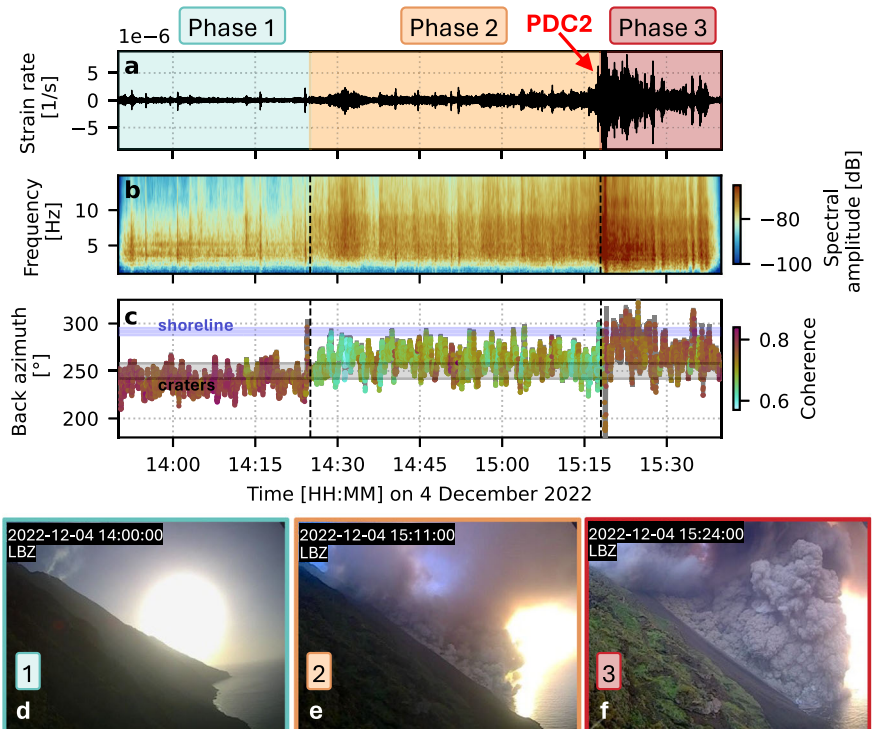 Phase 1
Phase 2
PDC2
Phase 3
1e−6
a
Strain rate
[1/s]
5
0
−5
b
Frequency
[Hz]
10
5
Spectral
amplitude [dB]
−80
−100
c
Back azimuth
[°]
300
250
200
shoreline
craters
Coherence
0.8
0.6
14:00
14:15
14:30
14:45
15:00
15:15
15:30
Time [HH:MM] on 4 December 2022
2022-12-04 14:00:00
LBZ
1
d
2022-12-04 15:11:00
LBZ
2
e
2022-12-04 15:24:00
LBZ
3
f